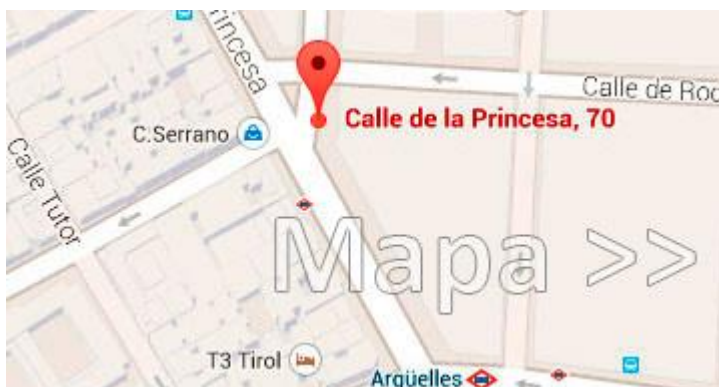 Princesa
Calle de Roc
Calle de la Princesa, 70
C.Serrano
Calle Tutor
Mapa >>
T3 Tirol
Argüelles